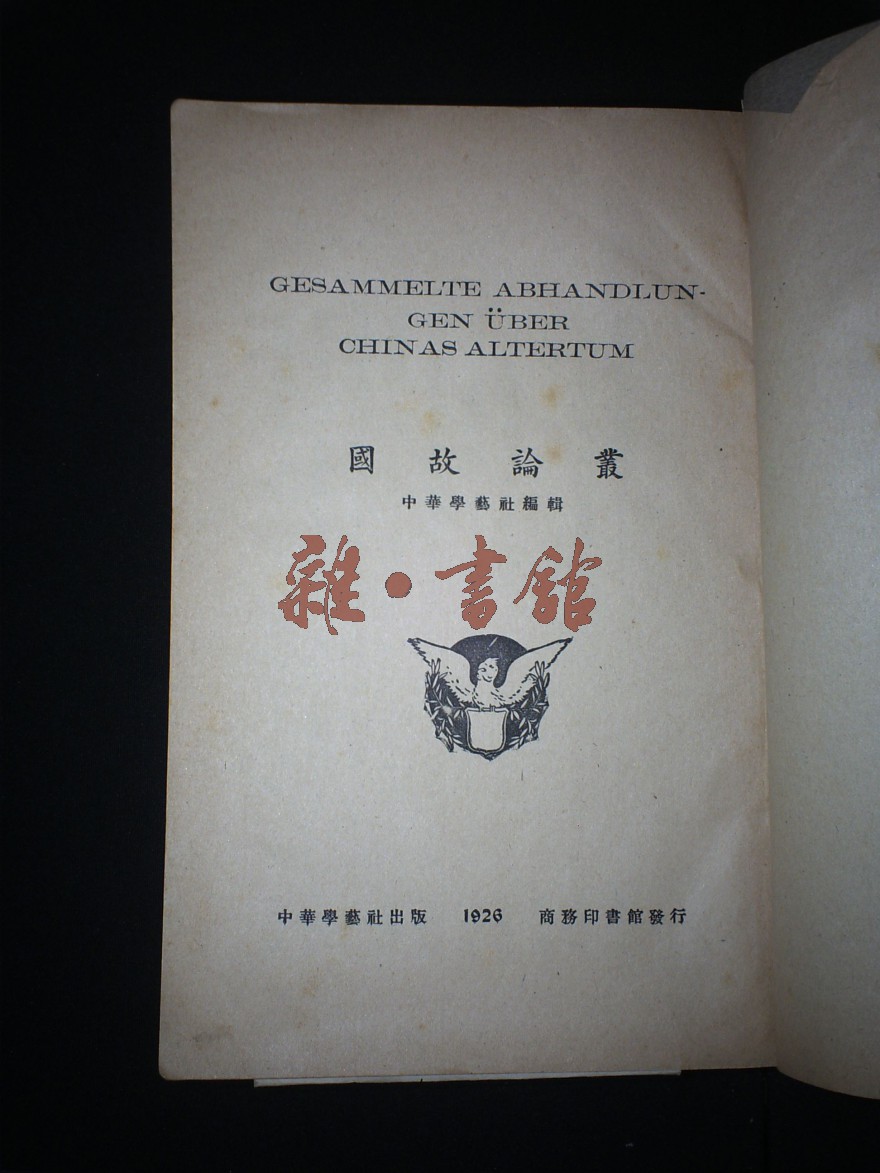 GESAMMELTE ABHANDLUN-
GEN ÜBER
CHINAS ALTERTUM
國故論叢
中華學藝社編輯
雜·書館
中華學藝社出版 1926 商務印書館發行